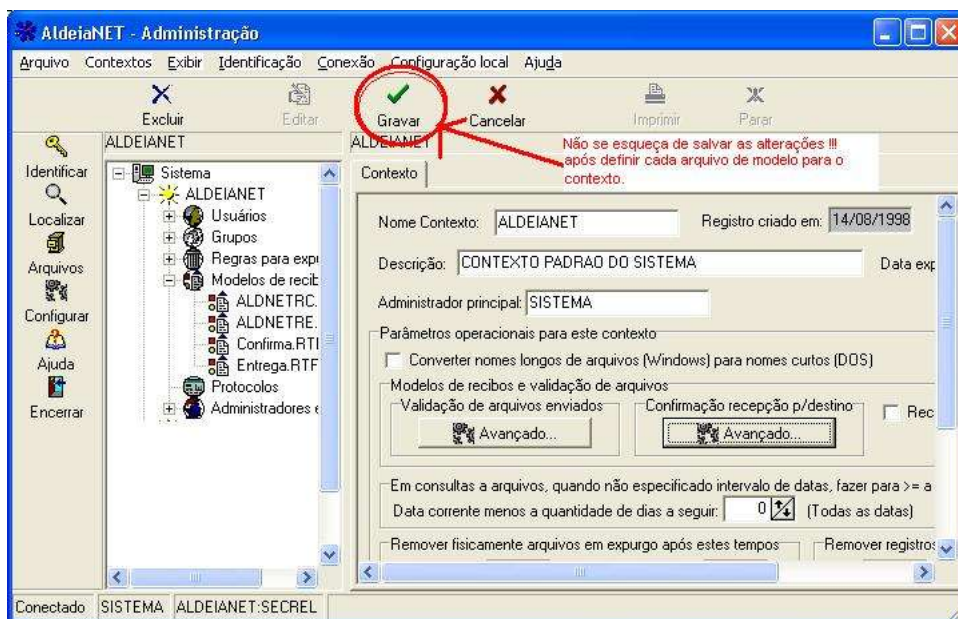 AldeiaNET - Administração
Arquivo Contextos Exibir Identificação Conexão Configuração local Ajuda
Excluir Editar Gravar Cancelar Imprimir Parar
Identificar
Localizar
Arquivos
Configurar
Ajuda
Encerrar
ALDEIANET
Sistema
ALDEIANET
Usuários
Grupos
Regras para expu
Modelos de recib
ALDNETRC.
ALDNETRE.
Confirma.RTI
Entrega.RTF
Protocolos
Administradores e
ALDEIANET
Não se esqueça de salvar as alterações !!!
após definir cada arquivo de modelo para o
contexto.
Contexto
Nome Contexto: ALDEIANET Registro criado em: 14/08/1998
Descrição: CONTEXTO PADRAO DO SISTEMA Data exp
Administrador principal: SISTEMA
Parâmetros operacionais para este contexto
Converter nomes longos de arquivos (Windows) para nomes curtos (DOS)
Modelos de recibos e validação de arquivos
Validação de arquivos enviados Confirmação recepção p/destino Rec
Avançado... Avançado...
Em consultas a arquivos, quando não especificado intervalo de datas, fazer para >= a
Data corrente menos a quantidade de dias a seguir: 0 (Todas as datas)
Remover fisicamente arquivos em expurgo após estes tempos Remover registros
Conectado SISTEMA ALDEIANET:SECREL